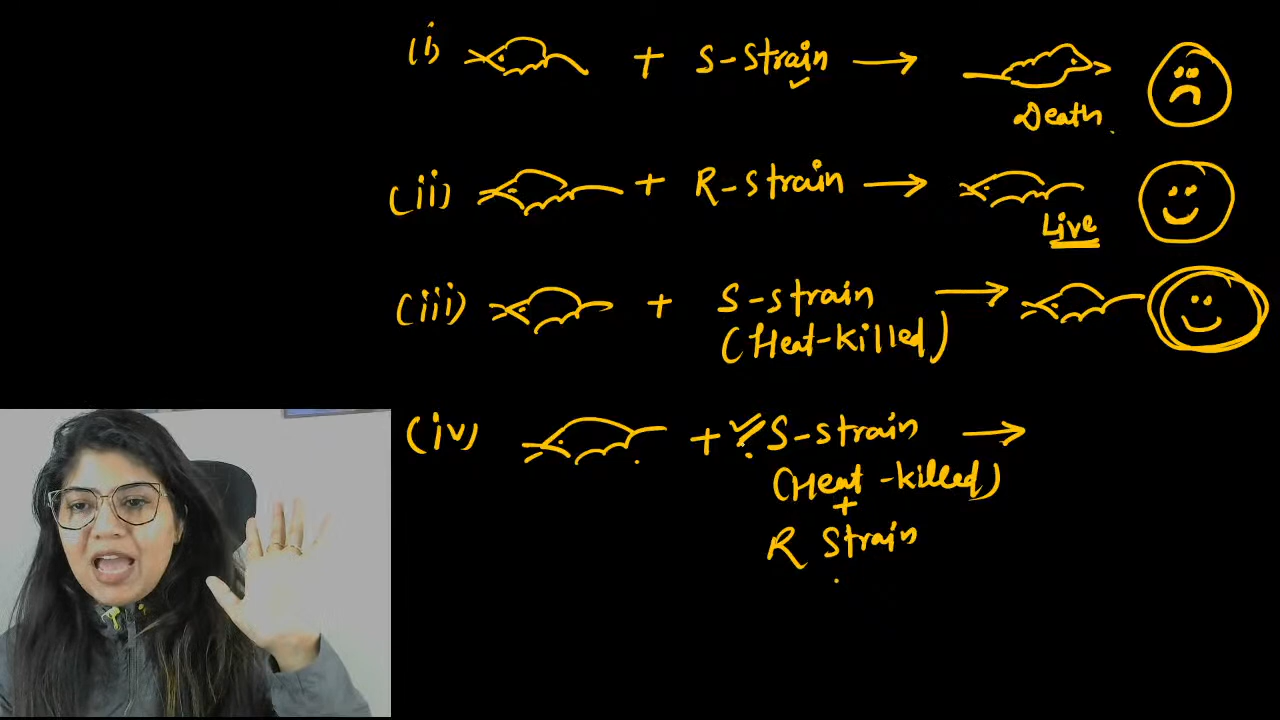 (i) + S-Strain → Death.
(ii) + R-Strain → Live
(iii) + S-strain →
(Heat-killed)
(iv) + S-strain →
(Heat-killed)
+
R Strain